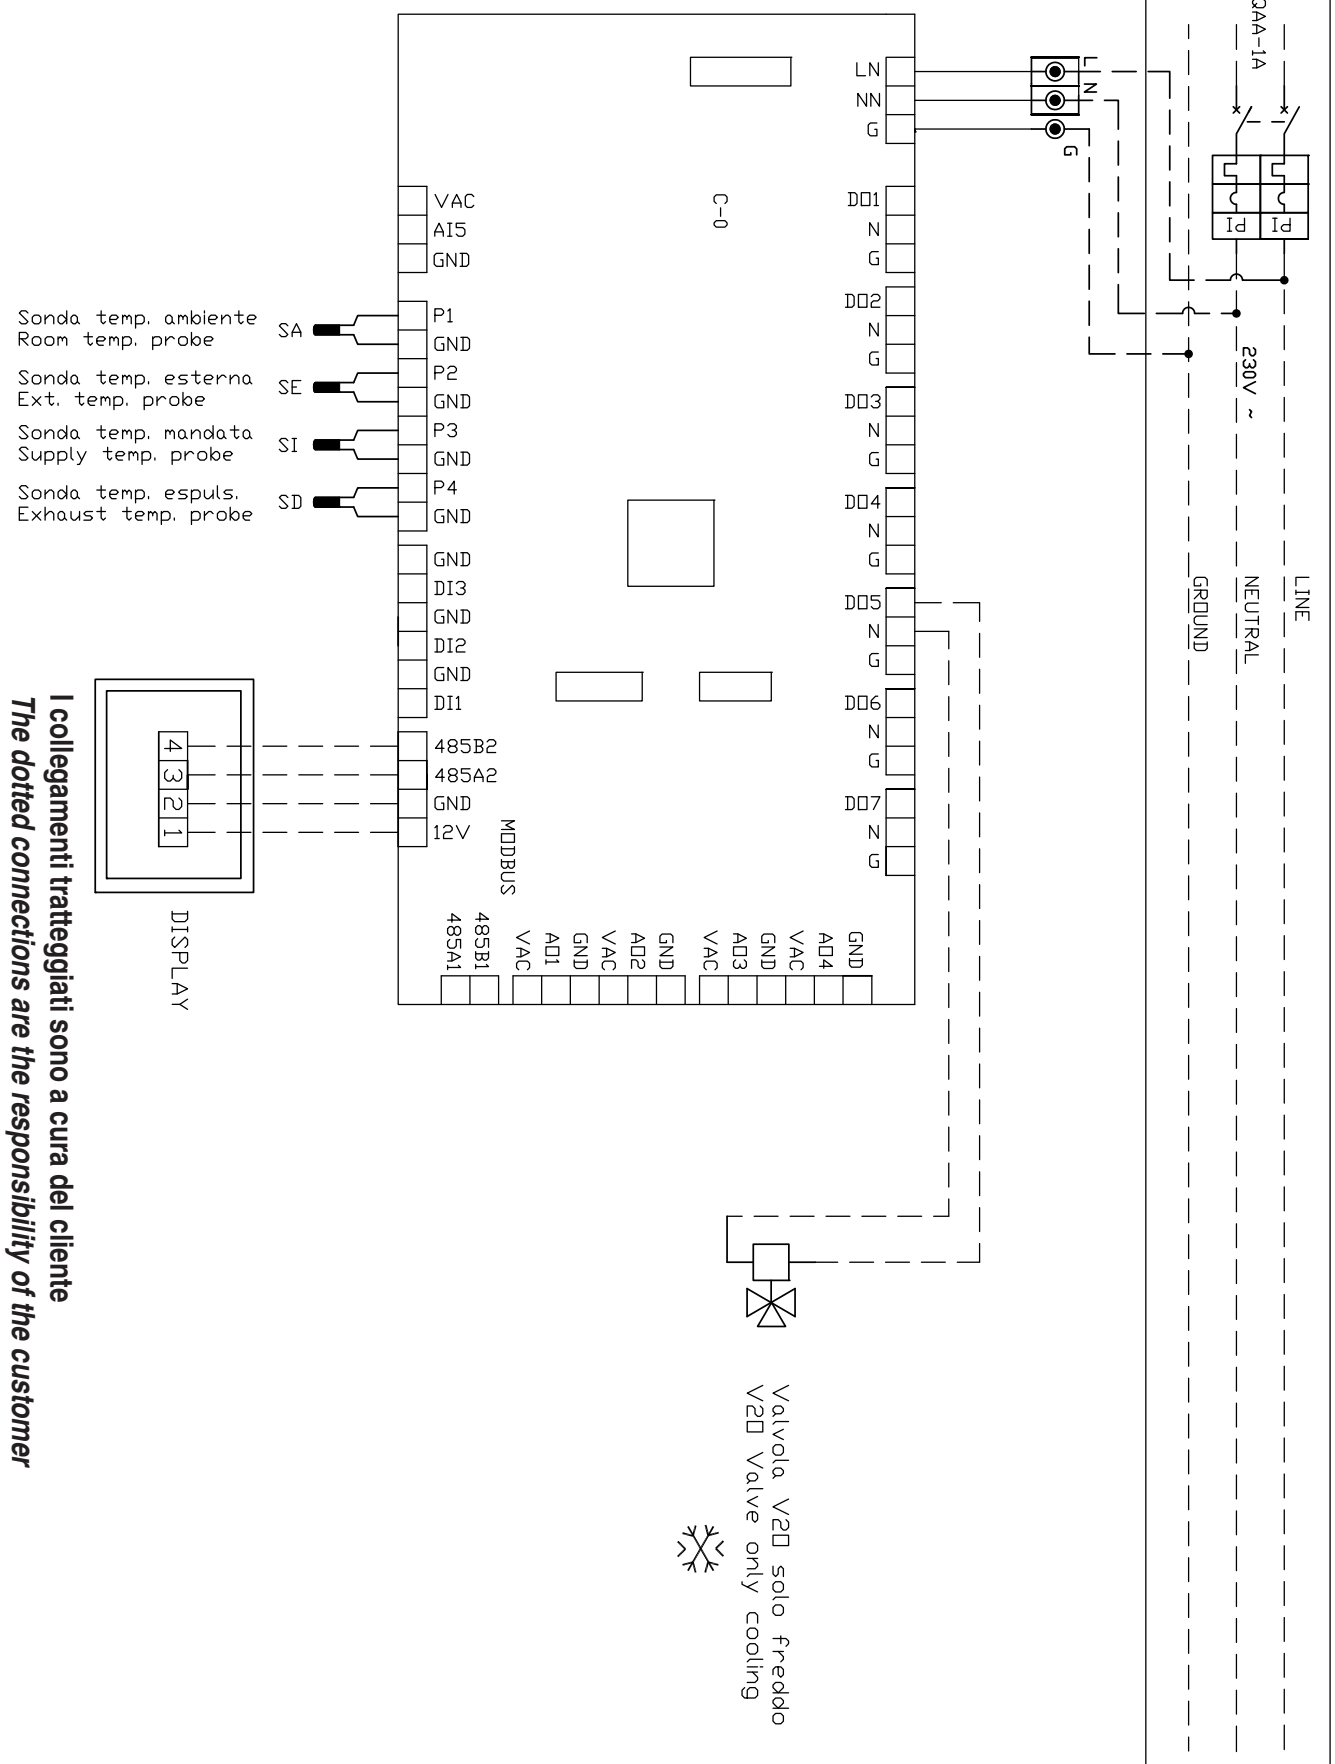 QAA-1A
LINE
NEUTRAL
GROUND
230V ~
PI
PI
L
N
G
LN
NN
G
C-0
DO1
N
G
DO2
N
G
DO3
N
G
DO4
N
G
DO5
N
G
DO6
N
G
DO7
N
G
VAC
AI5
GND
P1
GND
P2
GND
P3
GND
P4
GND
GND
DI3
GND
DI2
GND
DI1
485B2
485A2
GND
12V
MODBUS
485A1
485B1
VAC
AO1
GND
VAC
AO2
GND
VAC
AO3
GND
VAC
AO4
GND
Sonda temp. ambiente
Room temp. probe
SA
Sonda temp. esterna
Ext. temp. probe
SE
Sonda temp. mandata
Supply temp. probe
SI
Sonda temp. espuls.
Exhaust temp. probe
SD
4
3
2
1
DISPLAY
Valvola V20 solo freddo
V20 Valve only cooling
I collegamenti tratteggiati sono a cura del cliente
The dotted connections are the responsibility of the customer